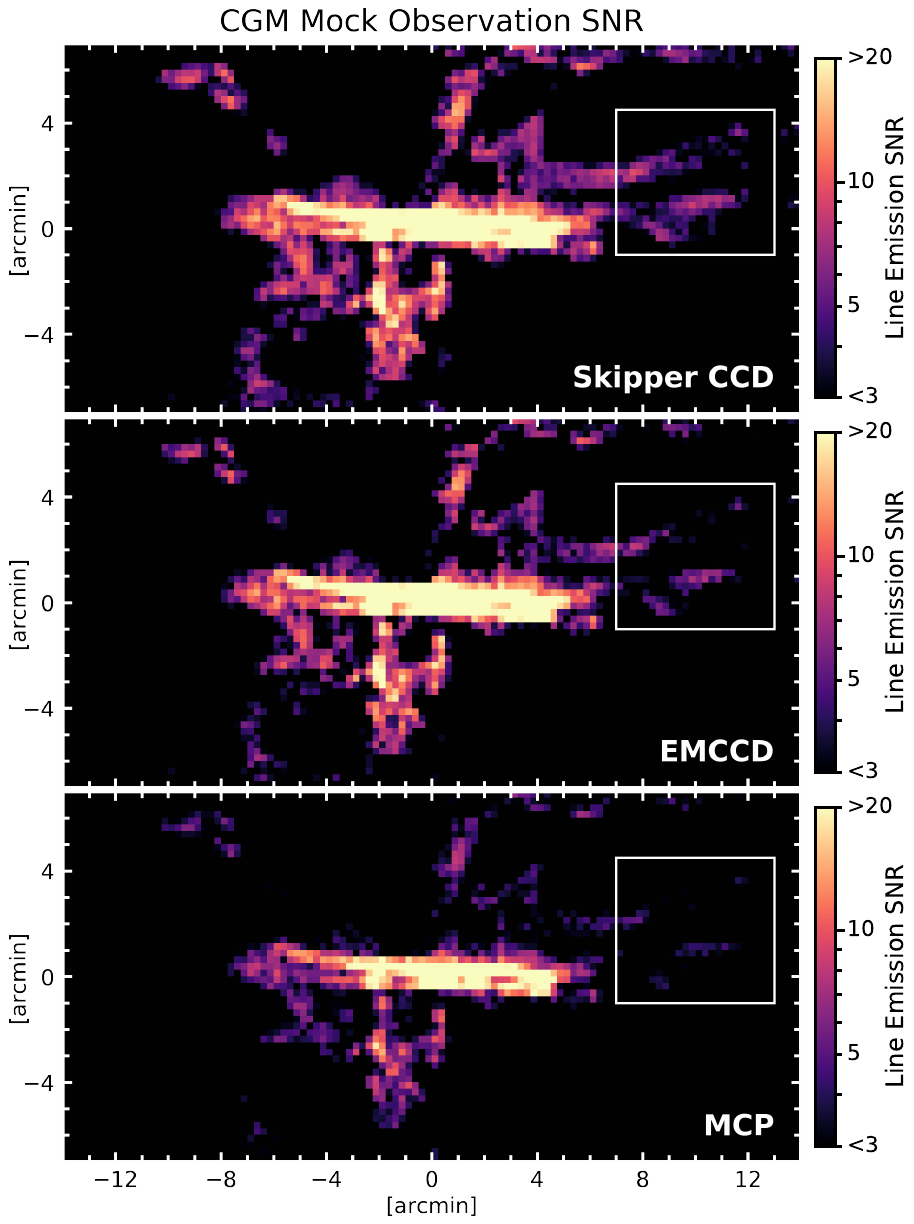 CGM Mock Observation SNR
4
0
−4
[arcmin]
Skipper CCD
>20
10
5
<3
Line Emission SNR
4
0
−4
[arcmin]
EMCCD
>20
10
5
<3
Line Emission SNR
4
0
−4
[arcmin]
MCP
>20
10
5
<3
Line Emission SNR
−12 −8 −4 0 4 8 12
[arcmin]